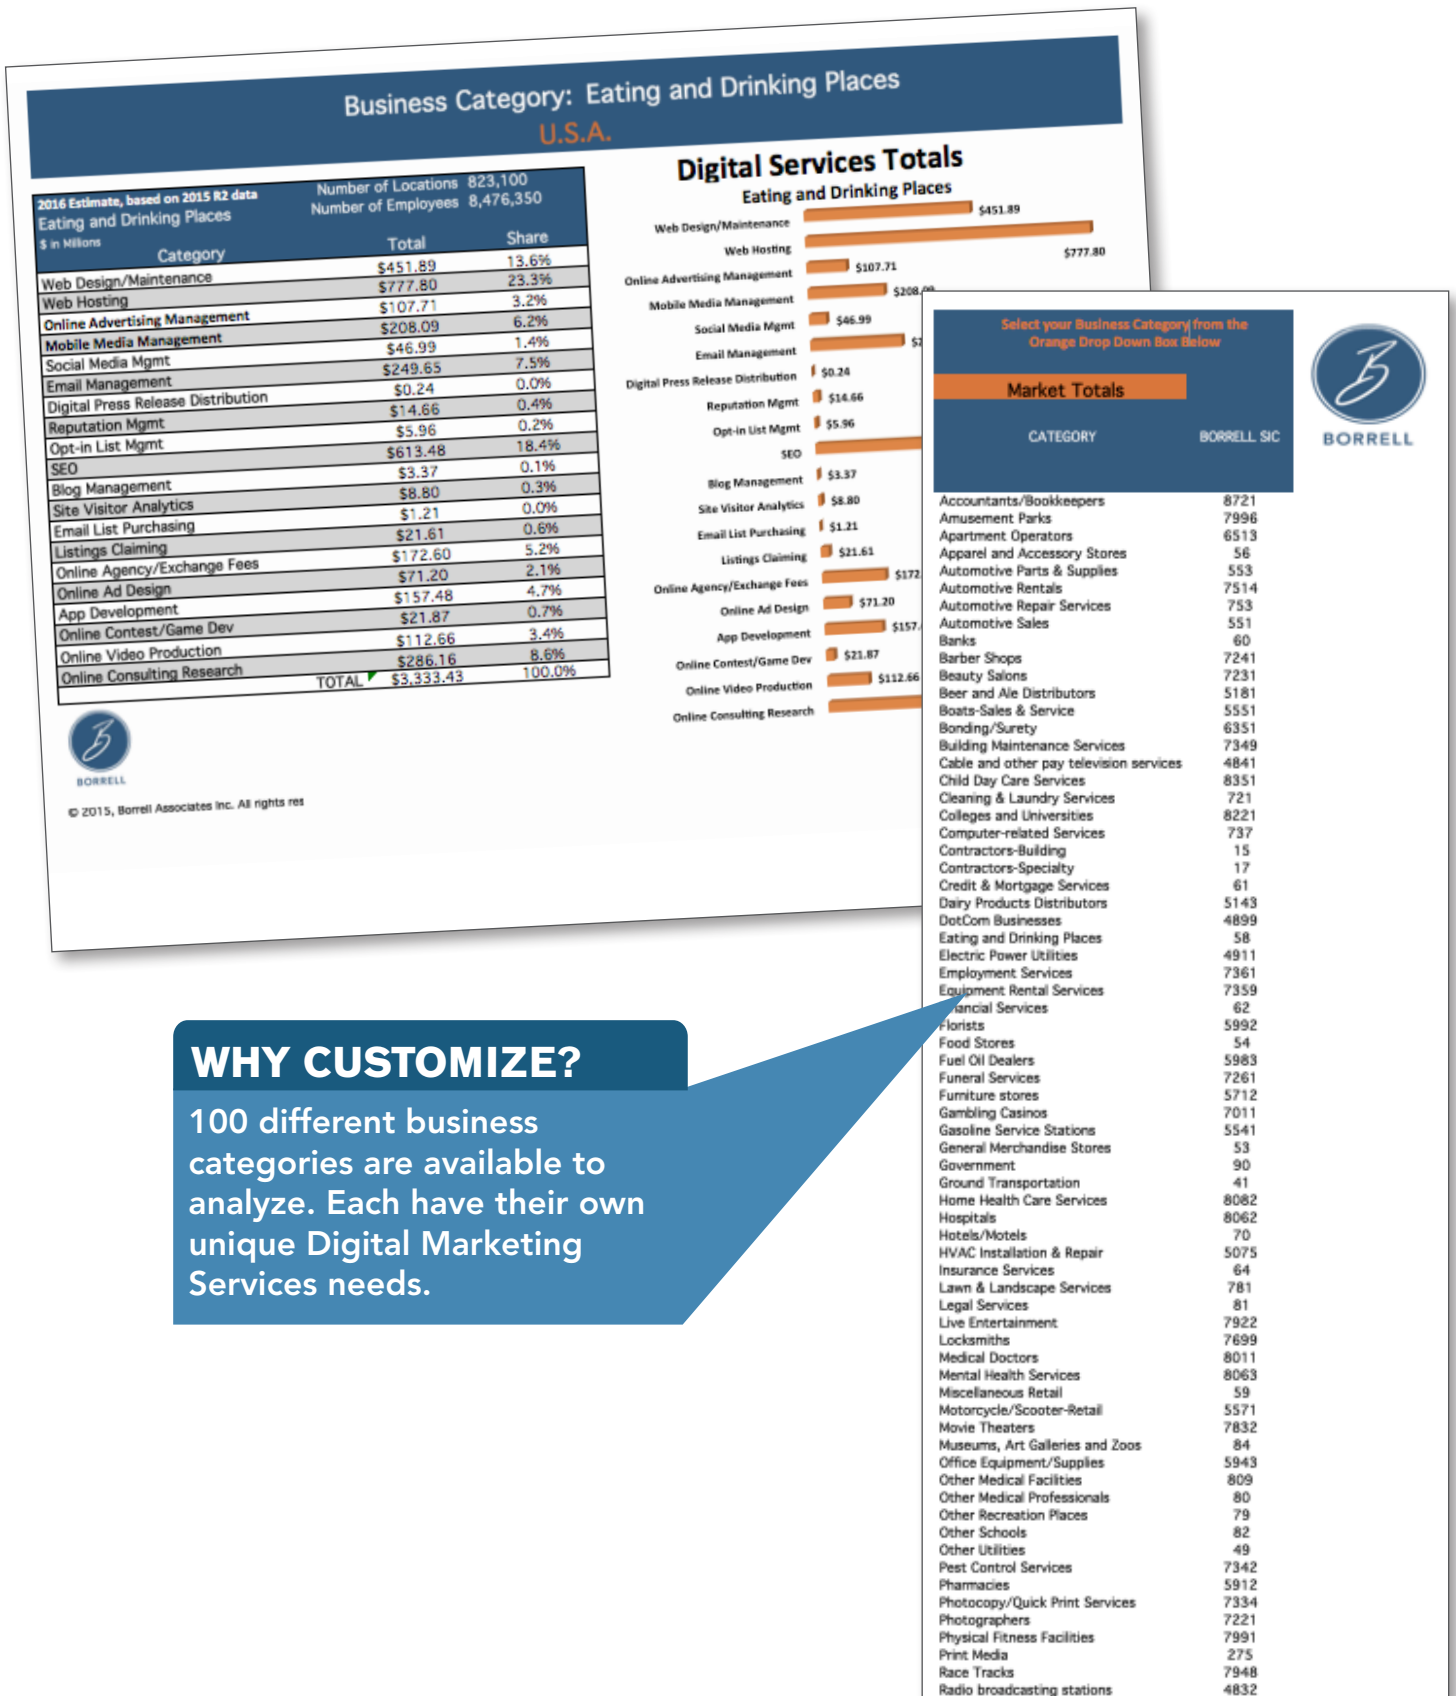 Business Category: Eating and Drinking Places
U.S.A.
2016 Estimate, based on 2015 R2 data
Eating and Drinking Places
$ in Millions
Number of Locations 823,100
Number of Employees 8,476,350
Category Total Share
Web Design/Maintenance $451.89 13.6%
Web Hosting $777.80 23.3%
Online Advertising Management $107.71 3.2%
Mobile Media Management $208.09 6.2%
Social Media Mgmt $46.99 1.4%
Email Management $249.65 7.5%
Digital Press Release Distribution $0.24 0.0%
Reputation Mgmt $14.66 0.4%
Opt-in List Mgmt $5.96 0.2%
SEO $613.48 18.4%
Blog Management $3.37 0.1%
Site Visitor Analytics $8.80 0.3%
Email List Purchasing $1.21 0.0%
Listings Claiming $21.61 0.6%
Online Agency/Exchange Fees $172.60 5.2%
Online Ad Design $71.20 2.1%
App Development $157.48 4.7%
Online Contest/Game Dev $21.87 0.7%
Online Video Production $112.66 3.4%
Online Consulting Research $286.16 8.6%
TOTAL $3,333.43 100.0%
BORRELL
© 2015, Borrell Associates Inc. All rights res
Digital Services Totals
Eating and Drinking Places
Web Design/Maintenance $451.89
Web Hosting $777.80
Online Advertising Management $107.71
Mobile Media Management $208.09
Social Media Mgmt $46.99
Email Management $2
Digital Press Release Distribution $0.24
Reputation Mgmt $14.66
Opt-in List Mgmt $5.96
SEO
Blog Management $3.37
Site Visitor Analytics $8.80
Email List Purchasing $1.21
Listings Claiming $21.61
Online Agency/Exchange Fees $172.
Online Ad Design $71.20
App Development $157.
Online Contest/Game Dev $21.87
Online Video Production $112.66
Online Consulting Research
Select your Business Category from the
Orange Drop Down Box Below
Market Totals
CATEGORY BORRELL SIC
BORRELL
Accountants/Bookkeepers 8721
Amusement Parks 7996
Apartment Operators 6513
Apparel and Accessory Stores 56
Automotive Parts & Supplies 553
Automotive Rentals 7514
Automotive Repair Services 753
Automotive Sales 551
Banks 60
Barber Shops 7241
Beauty Salons 7231
Beer and Ale Distributors 5181
Boats-Sales & Service 5551
Bonding/Surety 6351
Building Maintenance Services 7349
Cable and other pay television services 4841
Child Day Care Services 8351
Cleaning & Laundry Services 721
Colleges and Universities 8221
Computer-related Services 737
Contractors-Building 15
Contractors-Specialty 17
Credit & Mortgage Services 61
Dairy Products Distributors 5143
DotCom Businesses 4899
Eating and Drinking Places 58
Electric Power Utilities 4911
Employment Services 7361
Equipment Rental Services 7359
ancial Services 62
Florists 5992
Food Stores 54
Fuel Oil Dealers 5983
Funeral Services 7261
Furniture stores 5712
Gambling Casinos 7011
Gasoline Service Stations 5541
General Merchandise Stores 53
Government 90
Ground Transportation 41
Home Health Care Services 8082
Hospitals 8062
Hotels/Motels 70
HVAC Installation & Repair 5075
Insurance Services 64
Lawn & Landscape Services 781
Legal Services 81
Live Entertainment 7922
Locksmiths 7699
Medical Doctors 8011
Mental Health Services 8063
Miscellaneous Retail 59
Motorcycle/Scooter-Retail 5571
Movie Theaters 7832
Museums, Art Galleries and Zoos 84
Office Equipment/Supplies 5943
Other Medical Facilities 809
Other Medical Professionals 80
Other Recreation Places 79
Other Schools 82
Other Utilities 49
Pest Control Services 7342
Pharmacies 5912
Photocopy/Quick Print Services 7334
Photographers 7221
Physical Fitness Facilities 7991
Print Media 275
Race Tracks 7948
Radio broadcasting stations 4832
WHY CUSTOMIZE?
100 different business
categories are available to
analyze. Each have their own
unique Digital Marketing
Services needs.